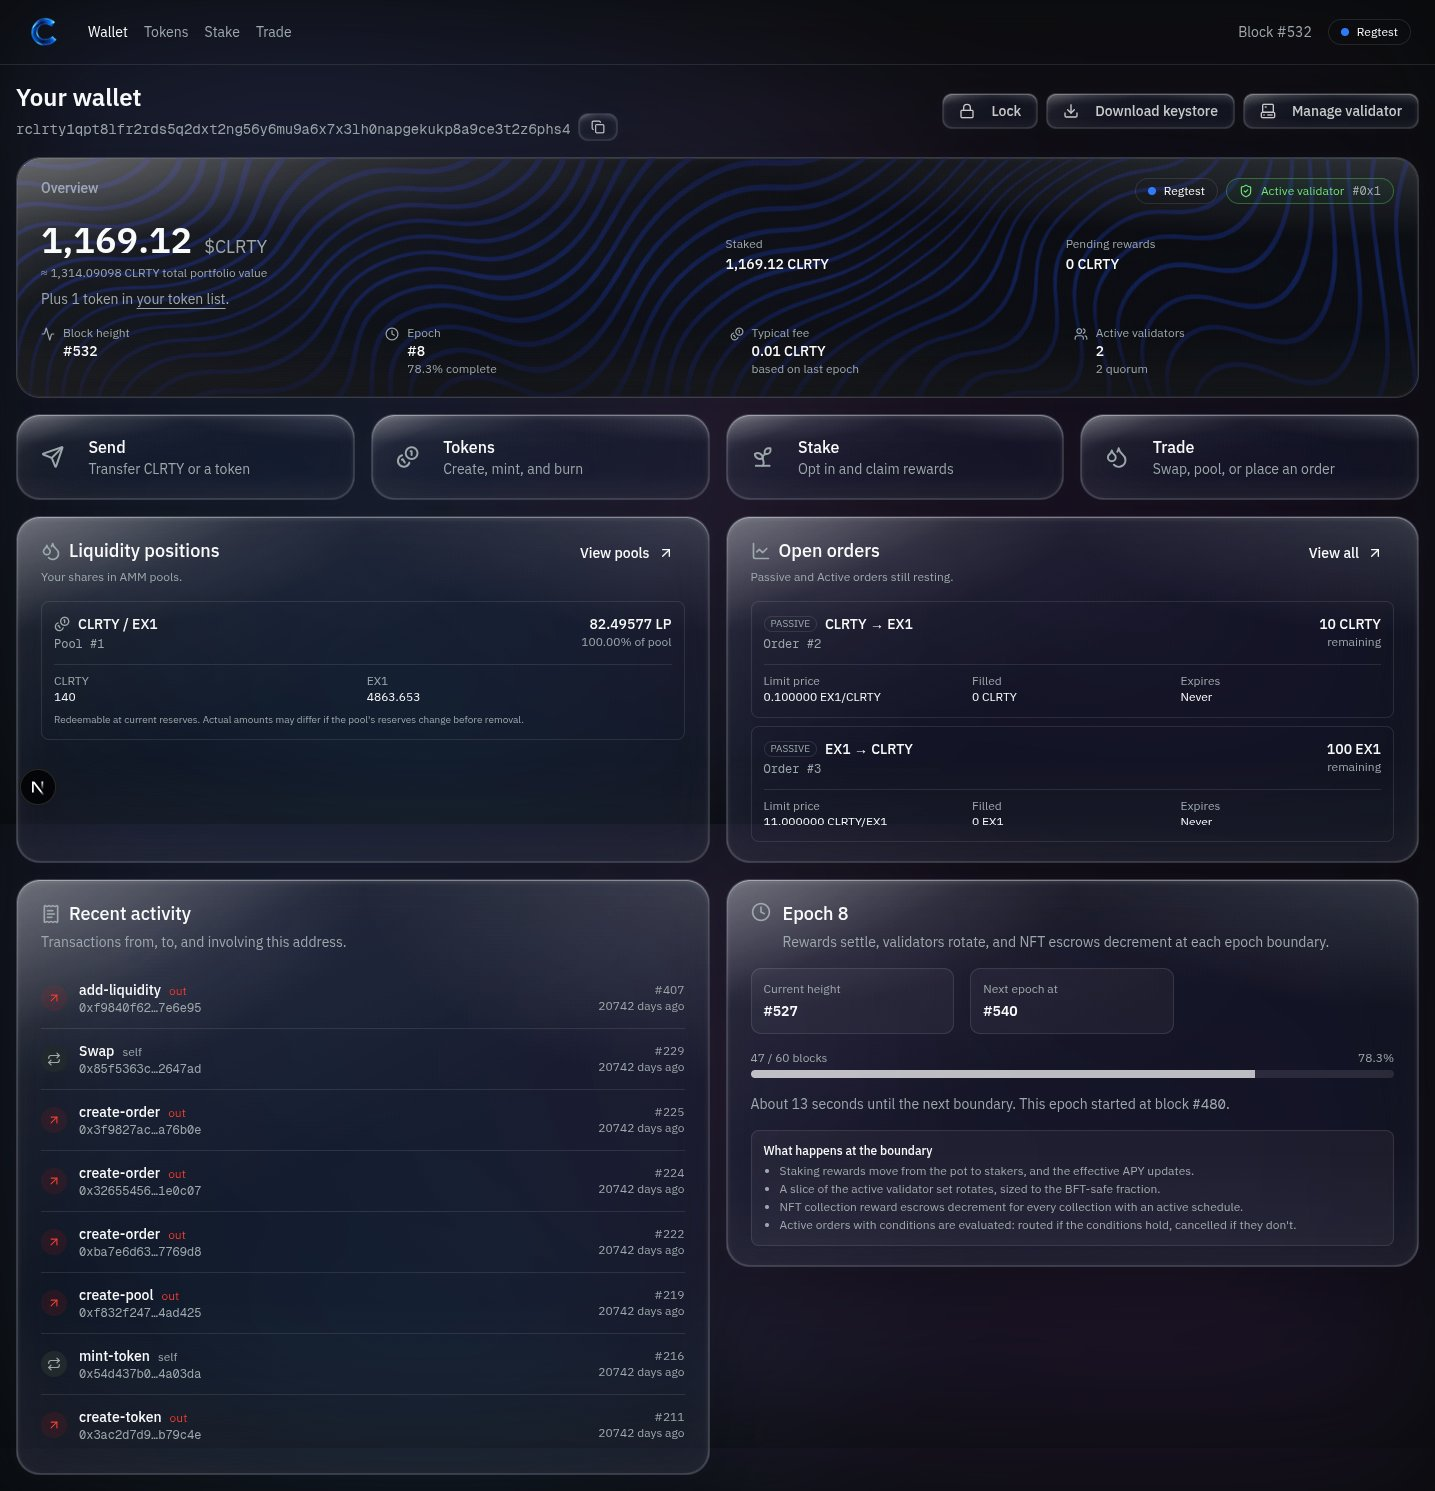 Wallet Tokens Stake Trade
Block #532
Regtest
Your wallet
rclrty1qpt8lfr2rds5q2dxt2ng56y6mu9a6x7x3lh0napgekukp8a9ce3t2z6phs4
Lock
Download keystore
Manage validator
Overview
Regtest
Active validator #0x1
1,169.12 $CLRTY
≈ 1,314.09098 CLRTY total portfolio value
Plus 1 token in your token list.
Staked
1,169.12 CLRTY
Pending rewards
0 CLRTY
Block height
#532
Epoch
#8
78.3% complete
Typical fee
0.01 CLRTY
based on last epoch
Active validators
2
2 quorum
Send
Transfer CLRTY or a token
Tokens
Create, mint, and burn
Stake
Opt in and claim rewards
Trade
Swap, pool, or place an order
Liquidity positions
View pools
Your shares in AMM pools.
CLRTY / EX1
82.49577 LP
Pool #1
100.00% of pool
CLRTY
140
EX1
4863.653
Redeemable at current reserves. Actual amounts may differ if the pool's reserves change before removal.
Open orders
View all
Passive and Active orders still resting.
PASSIVE CLRTY → EX1
10 CLRTY
Order #2
remaining
Limit price
0.100000 EX1/CLRTY
Filled
0 CLRTY
Expires
Never
PASSIVE EX1 → CLRTY
100 EX1
Order #3
remaining
Limit price
11.000000 CLRTY/EX1
Filled
0 EX1
Expires
Never
Recent activity
Transactions from, to, and involving this address.
add-liquidity out
#407
0xf9840f62…7e6e95
20742 days ago
Swap self
#229
0x85f5363c…2647ad
20742 days ago
create-order out
#225
0x3f9827ac…a76b0e
20742 days ago
create-order out
#224
0x32655456…1e0c07
20742 days ago
create-order out
#222
0xba7e6d63…7769d8
20742 days ago
create-pool out
#219
0xf832f247…4ad425
20742 days ago
mint-token self
#216
0x54d437b0…4a03da
20742 days ago
create-token out
#211
0x3ac2d7d9…b79c4e
20742 days ago
Epoch 8
Rewards settle, validators rotate, and NFT escrows decrement at each epoch boundary.
Current height
#527
Next epoch at
#540
47 / 60 blocks
78.3%
About 13 seconds until the next boundary. This epoch started at block #480.
What happens at the boundary
• Staking rewards move from the pot to stakers, and the effective APY updates.
• A slice of the active validator set rotates, sized to the BFT-safe fraction.
• NFT collection reward escrows decrement for every collection with an active schedule.
• Active orders with conditions are evaluated: routed if the conditions hold, cancelled if they don't.